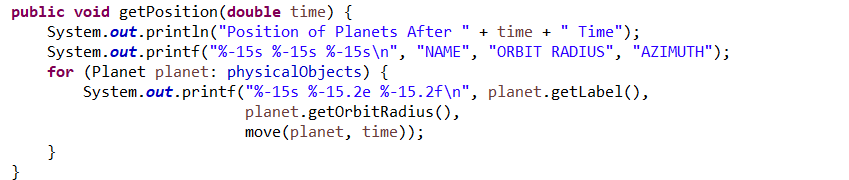 public void getPosition(double time) {
    System.out.println("Position of Planets After " + time + " Time");
    System.out.printf("%-15s %-15s %-15s\n", "NAME", "ORBIT RADIUS", "AZIMUTH");
    for (Planet planet: physicalObjects) {
        System.out.printf("%-15s %-15.2e %-15.2f\n", planet.getLabel(),
                          planet.getOrbitRadius(),
                          move(planet, time));
    }
}